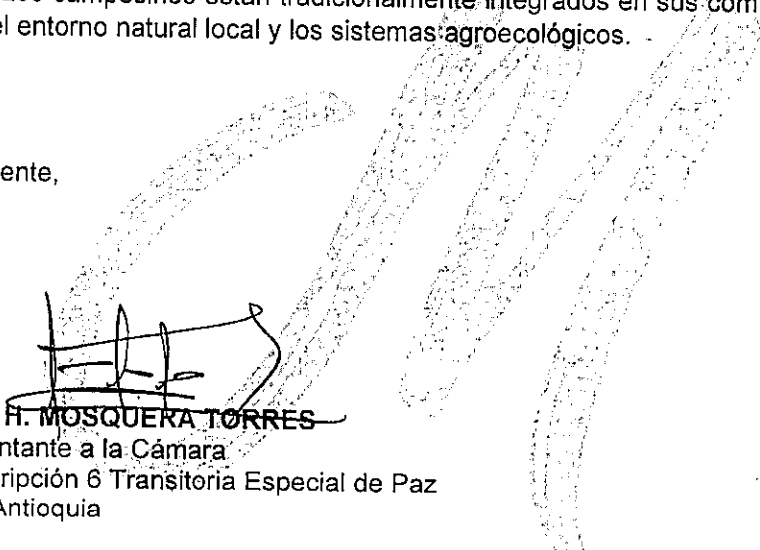 campesinos están tradicionalmente integrados en sus com
el entorno natural local y los sistemas agroecológicos.
ente,
H. MOSQUERA TORRES
ntante a la Cámara
ripción 6 Transitoria Especial de Paz
Antioquia